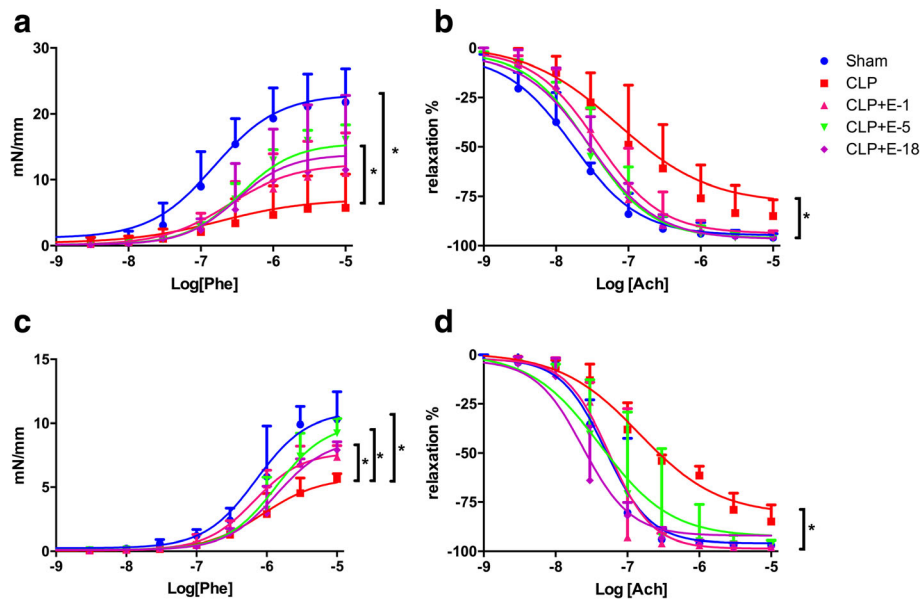 a
30
20
10
0
mN/mm
-9 -8 -7 -6 -5
Log[Phe]
*
*
b
0
-25
-50
-75
-100
relaxation %
-9 -8 -7 -6 -5
Log [Ach]
*
Sham
CLP
CLP+E-1
CLP+E-5
CLP+E-18
c
15
10
5
0
mN/mm
-9 -8 -7 -6 -5
Log[Phe]
*
*
*
d
0
-25
-50
-75
-100
relaxation %
-9 -8 -7 -6 -5
Log [Ach]
*